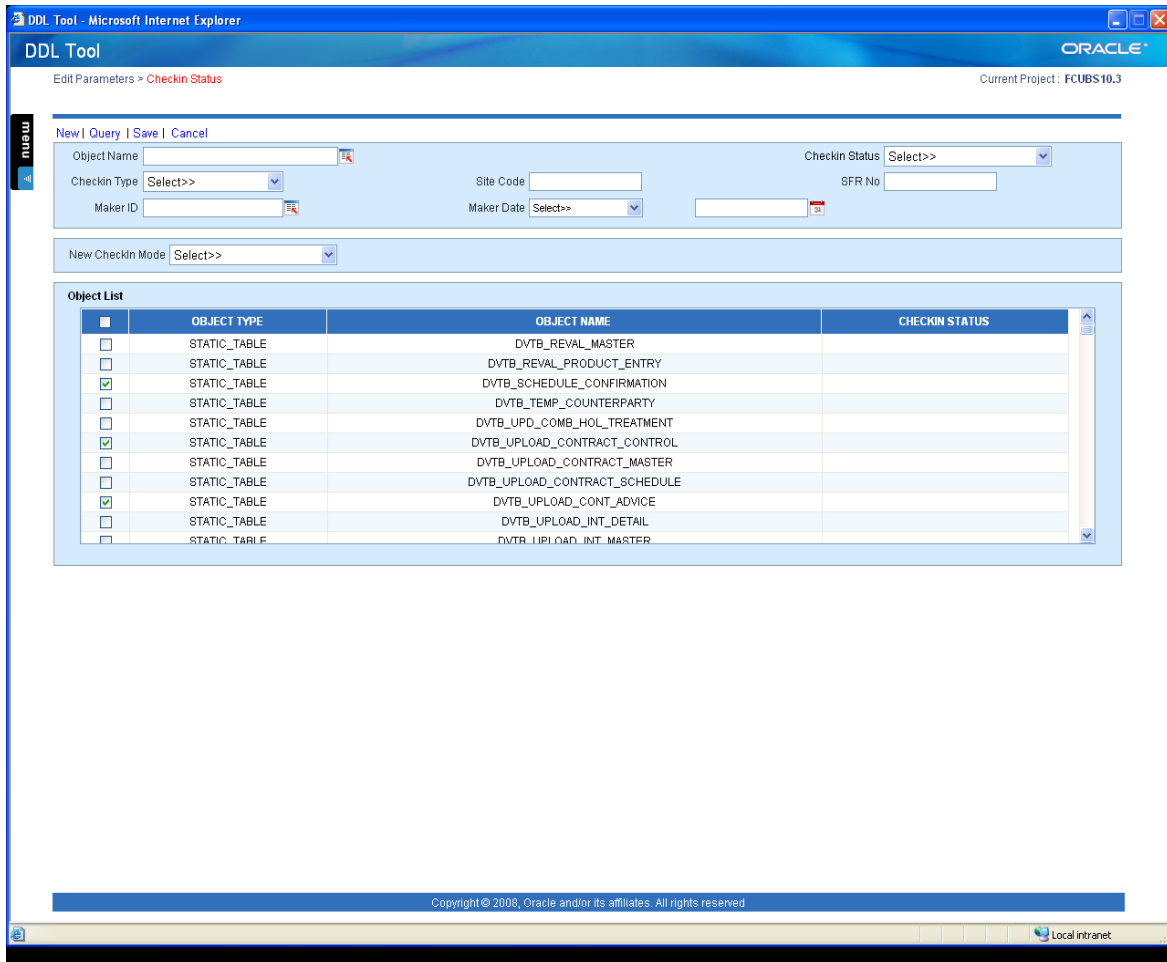 DDL Tool - Microsoft Internet Explorer
DDL Tool
ORACLE
Edit Parameters > Checkin Status
Current Project : FCUBS10.3
menu
New | Query | Save | Cancel
Object Name
Checkin Status Select>>
Checkin Type Select>>
Site Code
SFR No
Maker ID
Maker Date Select>>
31
New CheckIn Mode Select>>
Object List
OBJECT TYPE OBJECT NAME CHECKIN STATUS
STATIC_TABLE DVTB_REVAL_MASTER
STATIC_TABLE DVTB_REVAL_PRODUCT_ENTRY
STATIC_TABLE DVTB_SCHEDULE_CONFIRMATION
STATIC_TABLE DVTB_TEMP_COUNTERPARTY
STATIC_TABLE DVTB_UPD_COMB_HOL_TREATMENT
STATIC_TABLE DVTB_UPLOAD_CONTRACT_CONTROL
STATIC_TABLE DVTB_UPLOAD_CONTRACT_MASTER
STATIC_TABLE DVTB_UPLOAD_CONTRACT_SCHEDULE
STATIC_TABLE DVTB_UPLOAD_CONT_ADVICE
STATIC_TABLE DVTB_UPLOAD_INT_DETAIL
STATIC_TABLE DVTB_UPLOAD_INT_MASTER
Copyright © 2008, Oracle and/or its affiliates. All rights reserved
Local intranet